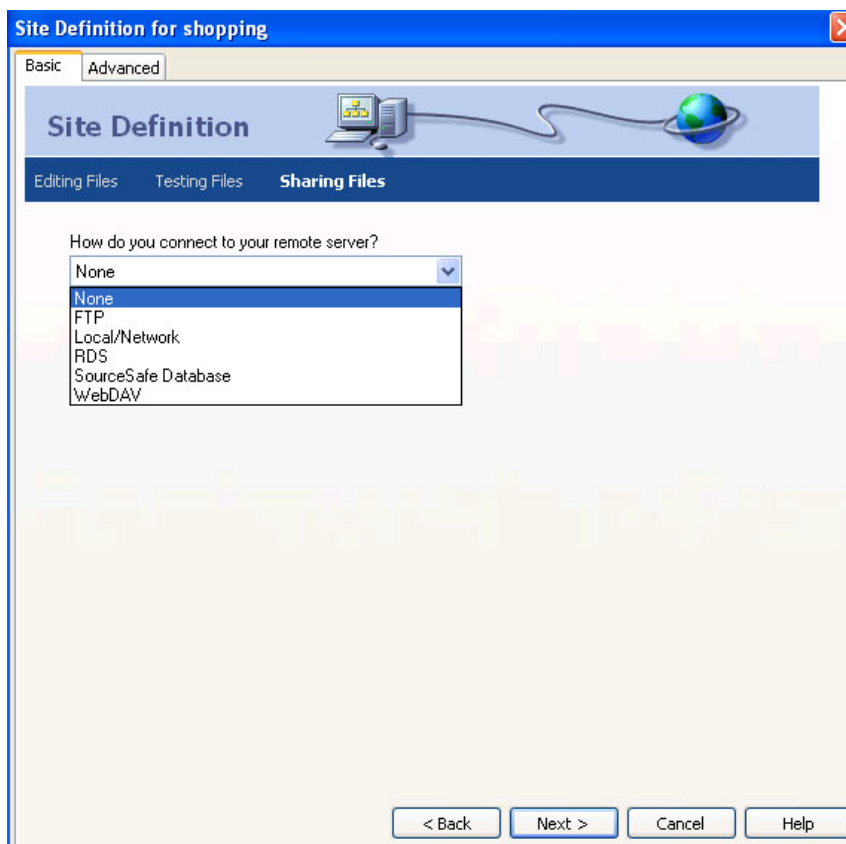 Site Definition for shopping
Basic Advanced
Site Definition
Editing Files Testing Files Sharing Files
How do you connect to your remote server?
None
None
FTP
Local/Network
RDS
SourceSafe Database
WebDAV
< Back Next > Cancel Help